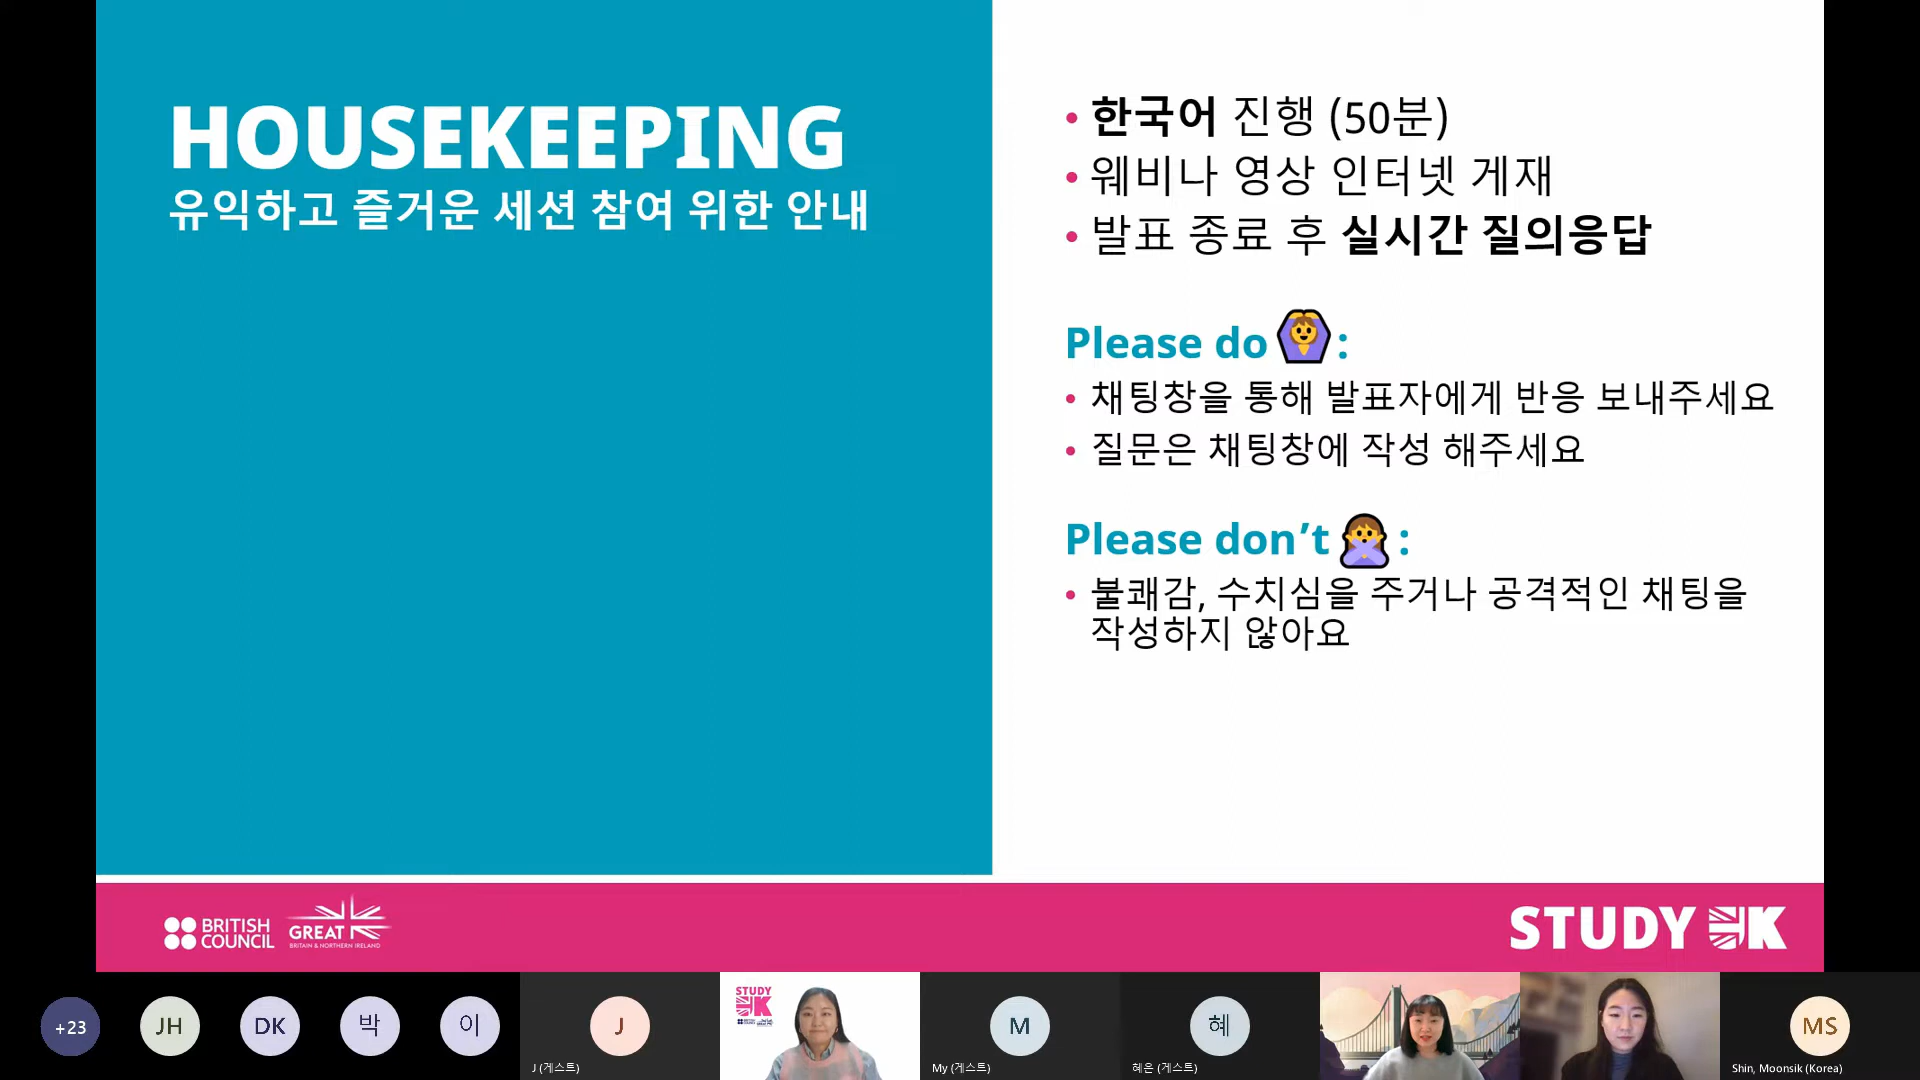 HOUSEKEEPING
유익하고 즐거운 세션 참여 위한 안내
• 한국어 진행 (50분)
• 웨비나 영상 인터넷 게재
• 발표 종료 후 실시간 질의응답
Please do :
• 채팅창을 통해 발표자에게 반응 보내주세요
• 질문은 채팅창에 작성 해주세요
Please don't :
• 불쾌감, 수치심을 주거나 공격적인 채팅을
작성하지 않아요
BRITISH
COUNCIL
GREAT
BRITAIN & NORTHERN IRELAND
STUDY UK
+23
JH
DK
박
이
J
J (게스트)
STUDY
UK
M
My (게스트)
혜
혜은 (게스트)
MS
Shin, Moonsik (Korea)